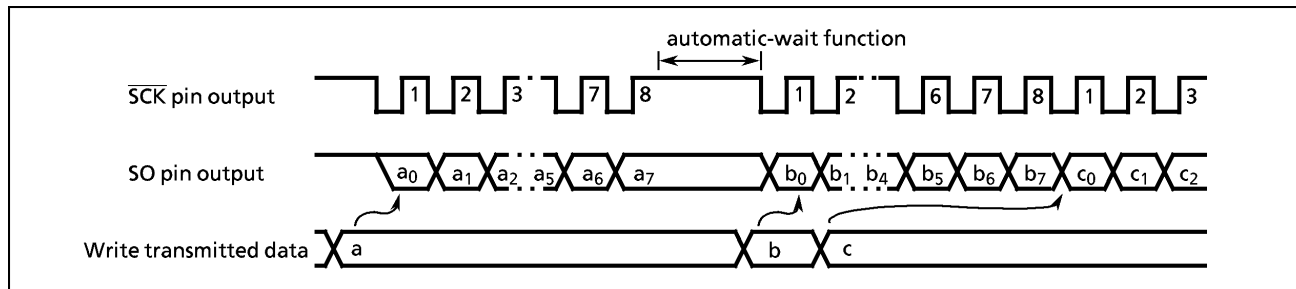 automatic-wait function
SCK pin output 1 2 3 7 8 1 2 6 7 8 1 2 3
SO pin output a0 a1 a2 a5 a6 a7 b0 b1 b4 b5 b6 b7 c0 c1 c2
Write transmitted data a b c